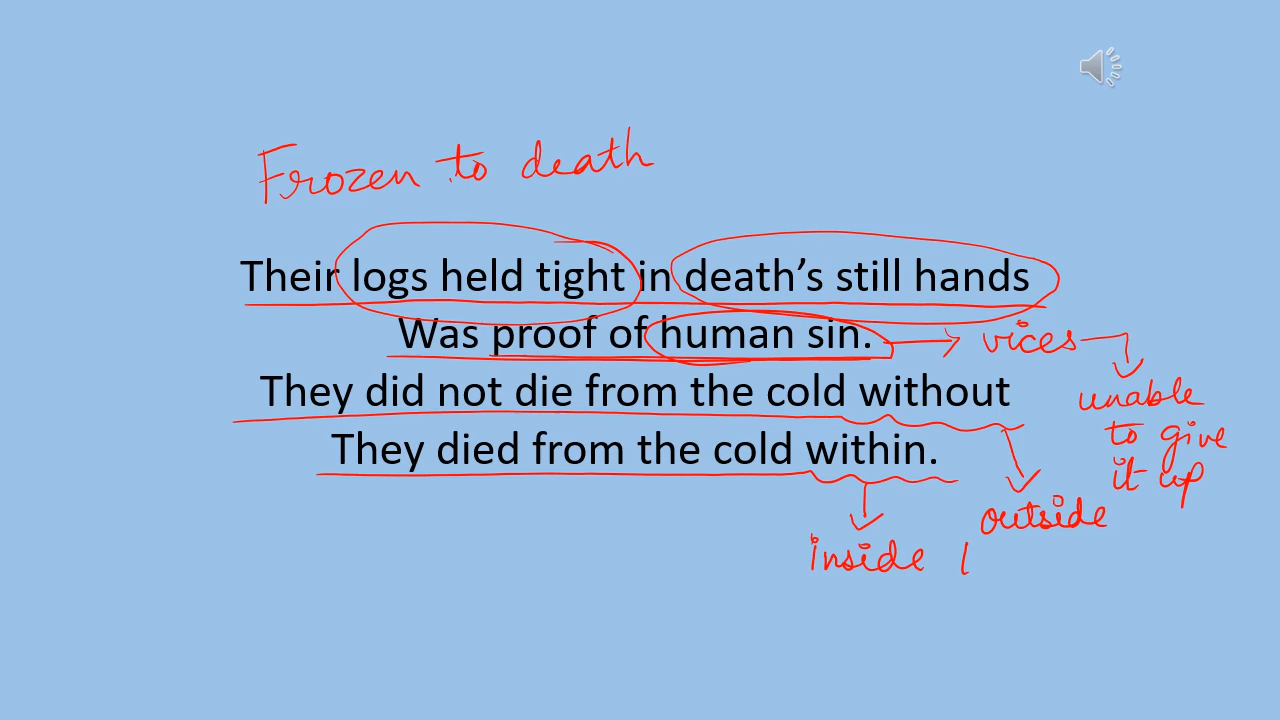 Frozen to death
Their logs held tight in death's still hands
Was proof of human sin.
vices
They did not die from the cold without
unable
to give
it up
They died from the cold within.
outside
inside